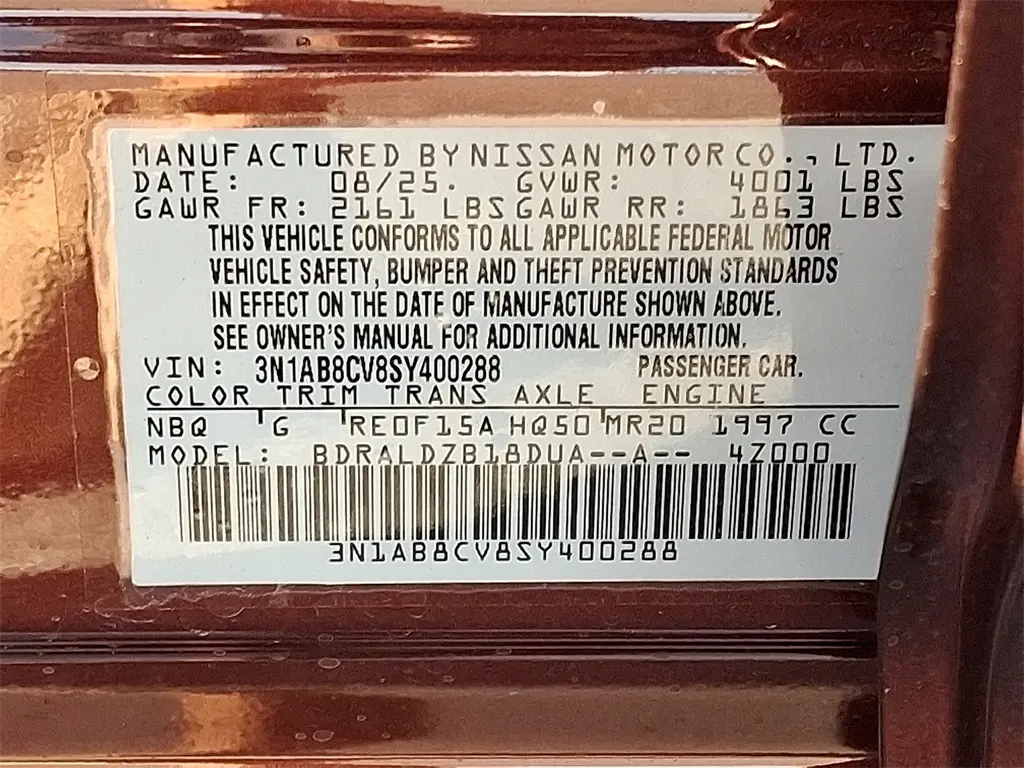 MANUFACTURED BY NISSAN MOTOR CO., LTD.
DATE: 08/25. GVWR: 4001 LBS
GAWR FR: 2161 LBS GAWR RR: 1863 LBS
THIS VEHICLE CONFORMS TO ALL APPLICABLE FEDERAL MOTOR
VEHICLE SAFETY, BUMPER AND THEFT PREVENTION STANDARDS
IN EFFECT ON THE DATE OF MANUFACTURE SHOWN ABOVE.
SEE OWNER'S MANUAL FOR ADDITIONAL INFORMATION.
VIN: 3N1AB8CV8SY400288 PASSENGER CAR.
COLOR TRIM TRANS AXLE ENGINE
NBQ G RE0F15A HQ50 MR20 1997 CC
MODEL: BDRALDZB18DUA--A-- 4Z000
3N1AB8CV8SY400288